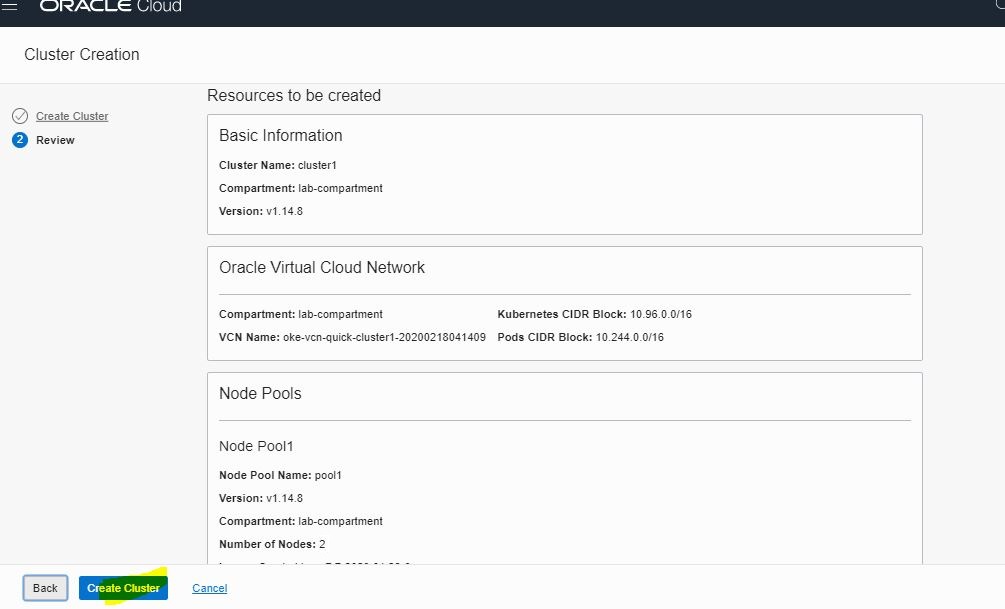 ORACLE Cloud
Cluster Creation
Create Cluster
2 Review
Resources to be created
Basic Information
Cluster Name: cluster1
Compartment: lab-compartment
Version: v1.14.8
Oracle Virtual Cloud Network
Compartment: lab-compartment Kubernetes CIDR Block: 10.96.0.0/16
VCN Name: oke-vcn-quick-cluster1-20200218041409 Pods CIDR Block: 10.244.0.0/16
Node Pools
Node Pool1
Node Pool Name: pool1
Version: v1.14.8
Compartment: lab-compartment
Number of Nodes: 2
Back Create Cluster Cancel